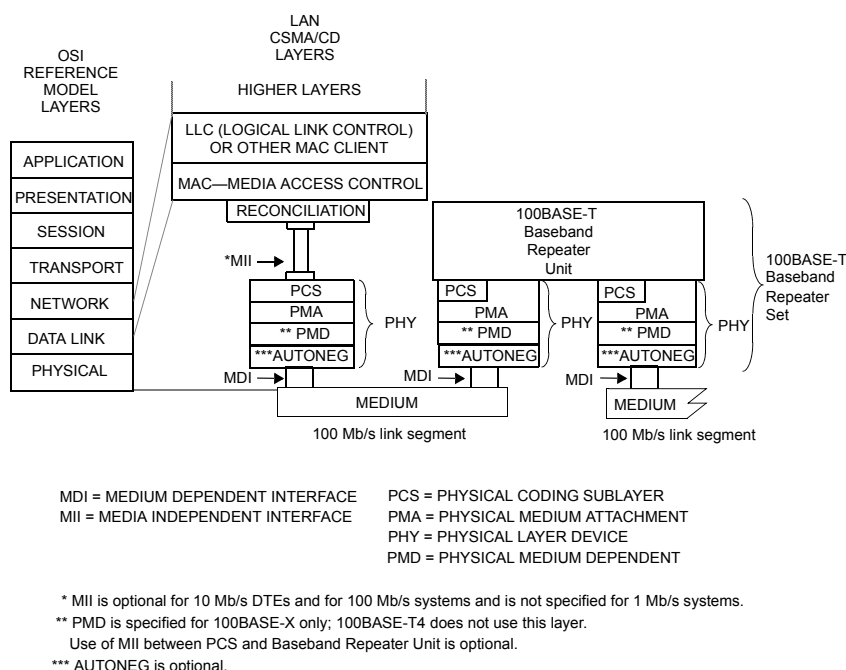 LAN
CSMA/CD
LAYERS
OSI
REFERENCE
MODEL
LAYERS
HIGHER LAYERS
LLC (LOGICAL LINK CONTROL)
OR OTHER MAC CLIENT
MAC—MEDIA ACCESS CONTROL
RECONCILIATION
APPLICATION
PRESENTATION
SESSION
TRANSPORT
NETWORK
DATA LINK
PHYSICAL
*MII
PCS
PMA
** PMD
***AUTONEG
PHY
MDI
100BASE-T
Baseband
Repeater
Unit
PCS
PMA
** PMD
***AUTONEG
PHY
MDI
PCS
PMA
** PMD
***AUTONEG
PHY
MDI
100BASE-T
Baseband
Repeater
Set
MEDIUM
MEDIUM
100 Mb/s link segment
100 Mb/s link segment
MDI = MEDIUM DEPENDENT INTERFACE
MII = MEDIA INDEPENDENT INTERFACE
PCS = PHYSICAL CODING SUBLAYER
PMA = PHYSICAL MEDIUM ATTACHMENT
PHY = PHYSICAL LAYER DEVICE
PMD = PHYSICAL MEDIUM DEPENDENT
* MII is optional for 10 Mb/s DTEs and for 100 Mb/s systems and is not specified for 1 Mb/s systems.
** PMD is specified for 100BASE-X only; 100BASE-T4 does not use this layer.
Use of MII between PCS and Baseband Repeater Unit is optional.
*** AUTONEG is optional.